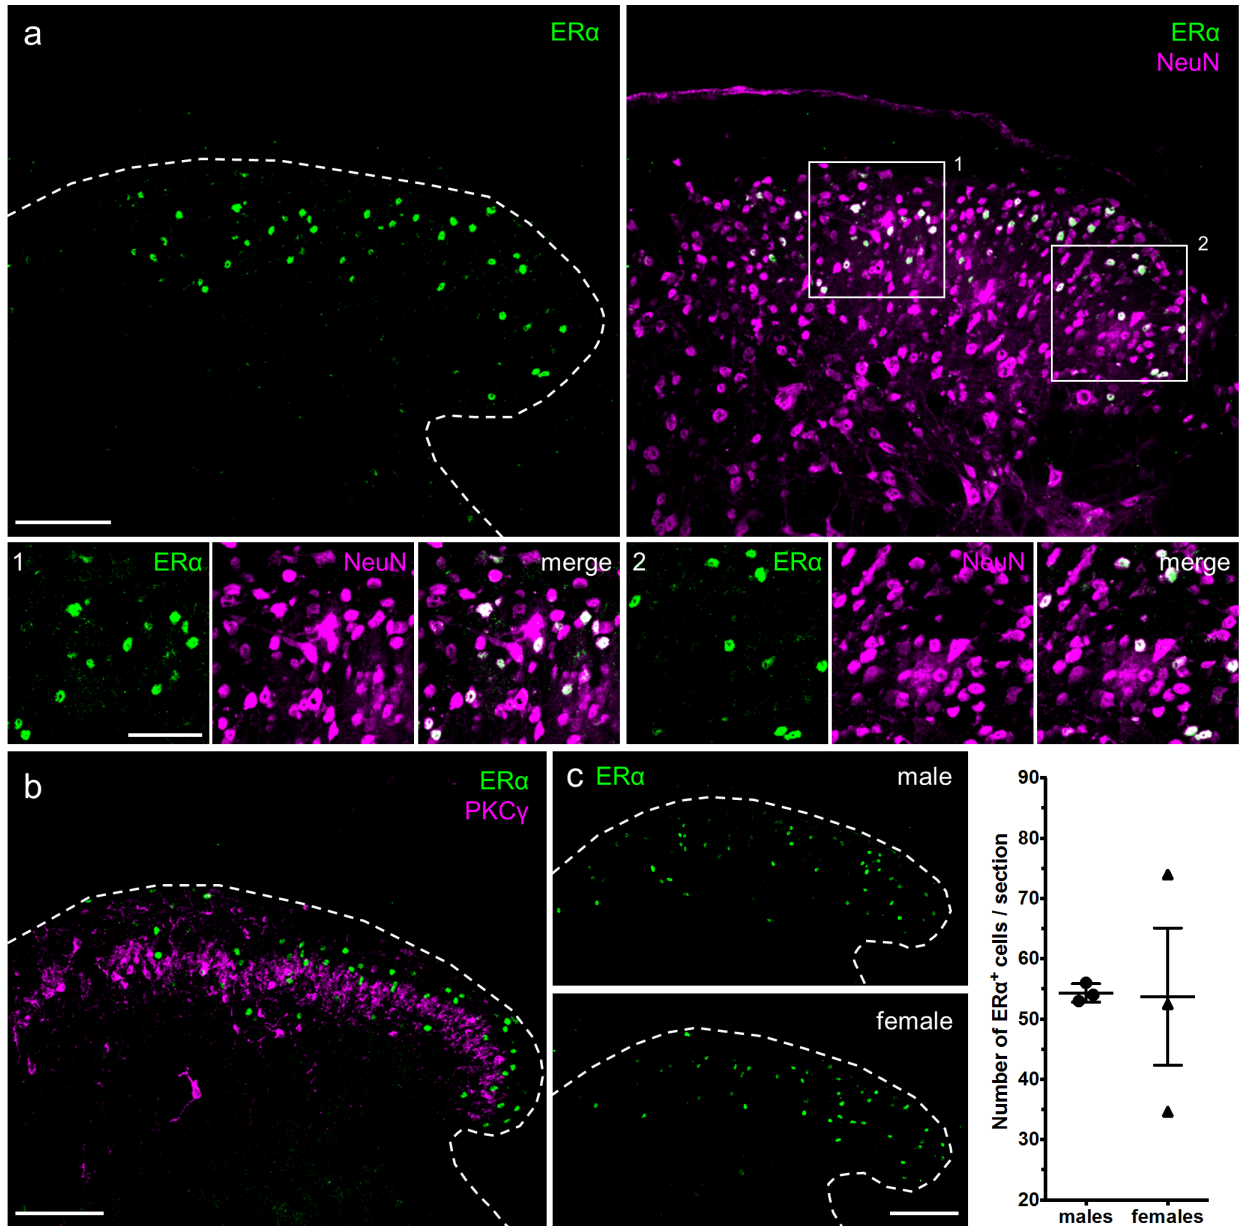 a
ERα
ERα
NeuN
1
2
1
ERα
NeuN
merge
2
ERα
NeuN
merge
b
ERα
PKCγ
c
ERα
male
female
Number of ERα⁺ cells / section
90
80
70
60
50
40
30
20
males
females